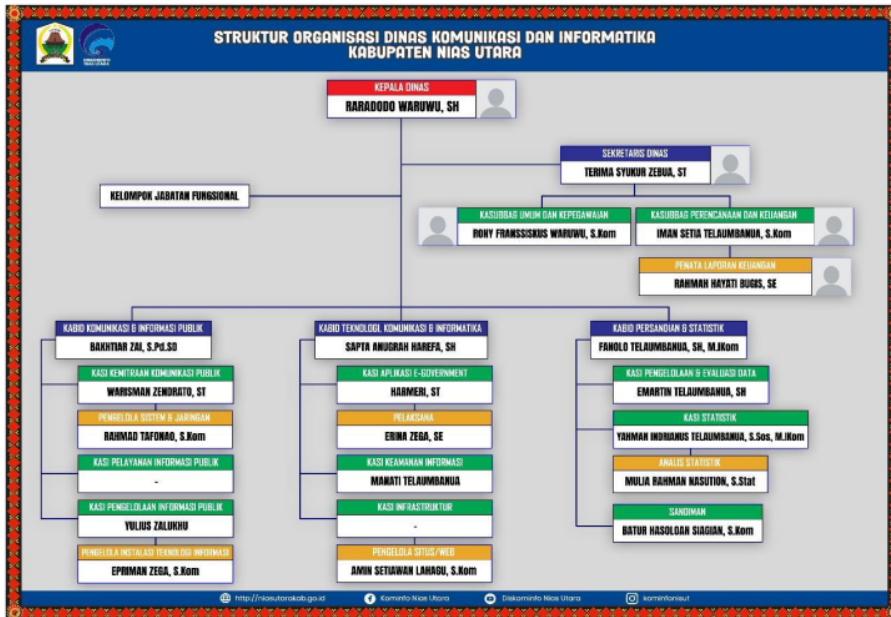 STRUKTUR ORGANISASI DINAS KOMUNIKASI DAN INFORMATIKA
KABUPATEN NIAS UTARA
KEPALA DINAS
RARADODO WARUWU, SH
SEKRETARIS DINAS
TERIMA SYUKUR ZEBUA, ST
KELOMPOK JABATAN FUNGSIONAL
KASUBBAG UMUM DAN KEPEGAWAIAN
ROHY FRANSSISKUS WARUWU, S.Kom
KASUBBAG PERENCANAAN DAN KEUANGAN
IMAN SETIA TELAUMBANUA, S.Kom
PENATA LAPORAN KEUANGAN
RAHMAH HAYATI BUGIS, SE
KABID KOMUNIKASI & INFORMASI PUBLIK
BAKHTIAR ZAI, S.Pd.SD
KASI KEMITRAAN KOMUNIKASI PUBLIK
WARISMAN ZENDRATO, ST
PENGELOLA SISTEM & JARINGAN
RAHMAD TAFONAO, S.Kom
KASI PELAYANAN INFORMASI PUBLIK
-
KASI PENGELOLAAN INFORMASI PUBLIK
YULIUS ZALUKHU
PENGELOLA INSTALASI TEKNOLOGI INFORMASI
EPRIMAN ZEGA, S.Kom
KABID TEKNOLOGI, KOMUNIKASI & INFORMATIKA
SAPTA ANUGRAH HAREFA, SH
KASI APLIKASI E-GOVERNMENT
HARMERI, ST
PELAKSANA
ERINA ZEGA, SE
KASI KEAMANAN INFORMASI
MANATI TELAUMBANUA
KASI INFRASTRUKTUR
-
PENGELOLA SITUS/WEB
AMIN SETIAWAN LAHAGU, S.Kom
KABID PERSANDIAN & STATISTIK
FANOLO TELAUMBANUA, SH, M.IKom
KASI PENGELOLAAN & EVALUASI DATA
EMARTIN TELAUMBANUA, SH
KASI STATISTIK
YAHMAN INDRIANUS TELAUMBANUA, S.Sos, M.IKom
ANALIS STATISTIK
MULIA RAHMAN NASUTION, S.Stat
SANDIMAN
BATUR HASOLOAN SIAGIAN, S.Kom
http://niasutarakab.go.id
Kominfo Nias Utara
Diskominfo Nias Utara
kominfonisut